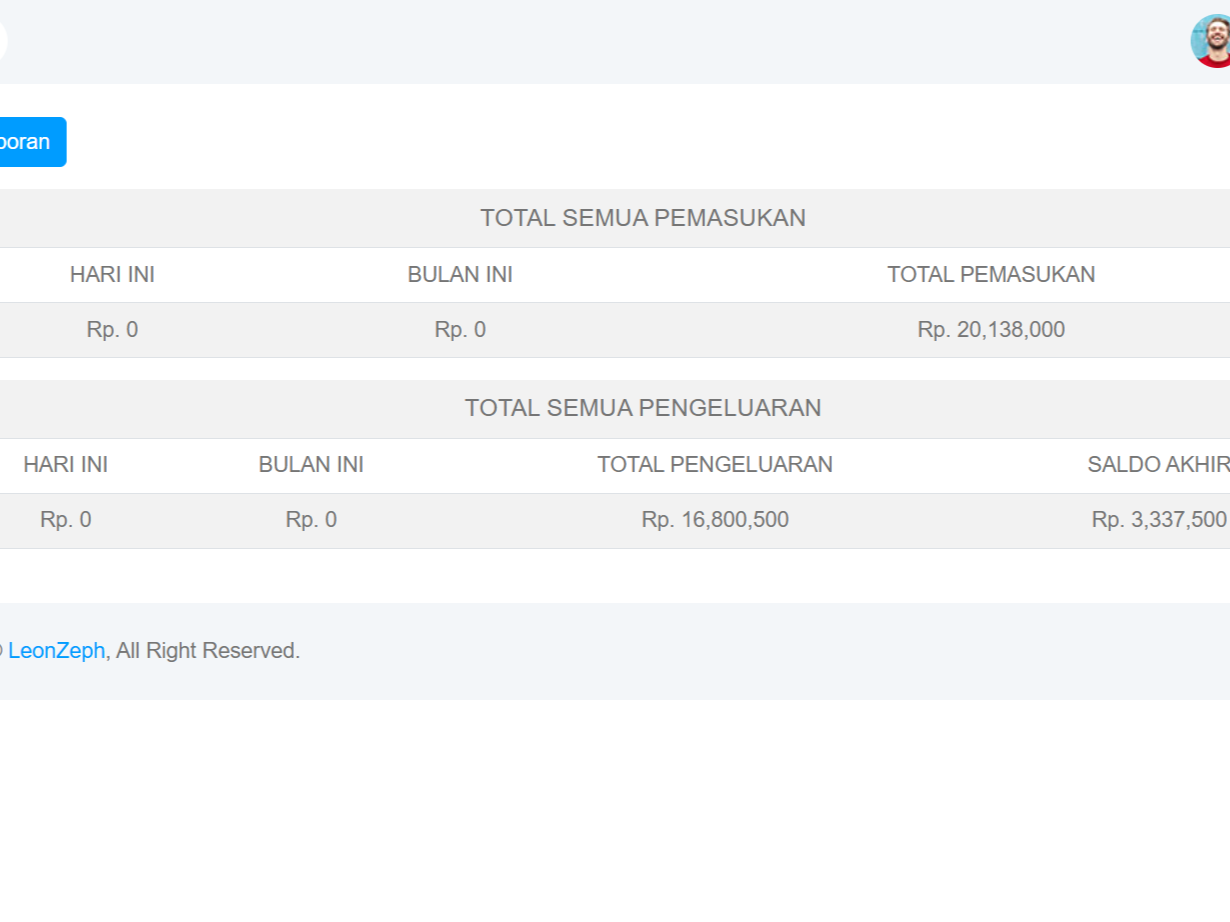 poran
TOTAL SEMUA PEMASUKAN
HARI INI BULAN INI TOTAL PEMASUKAN
Rp. 0 Rp. 0 Rp. 20,138,000
TOTAL SEMUA PENGELUARAN
HARI INI BULAN INI TOTAL PENGELUARAN SALDO AKHIR
Rp. 0 Rp. 0 Rp. 16,800,500 Rp. 3,337,500
© LeonZeph, All Right Reserved.